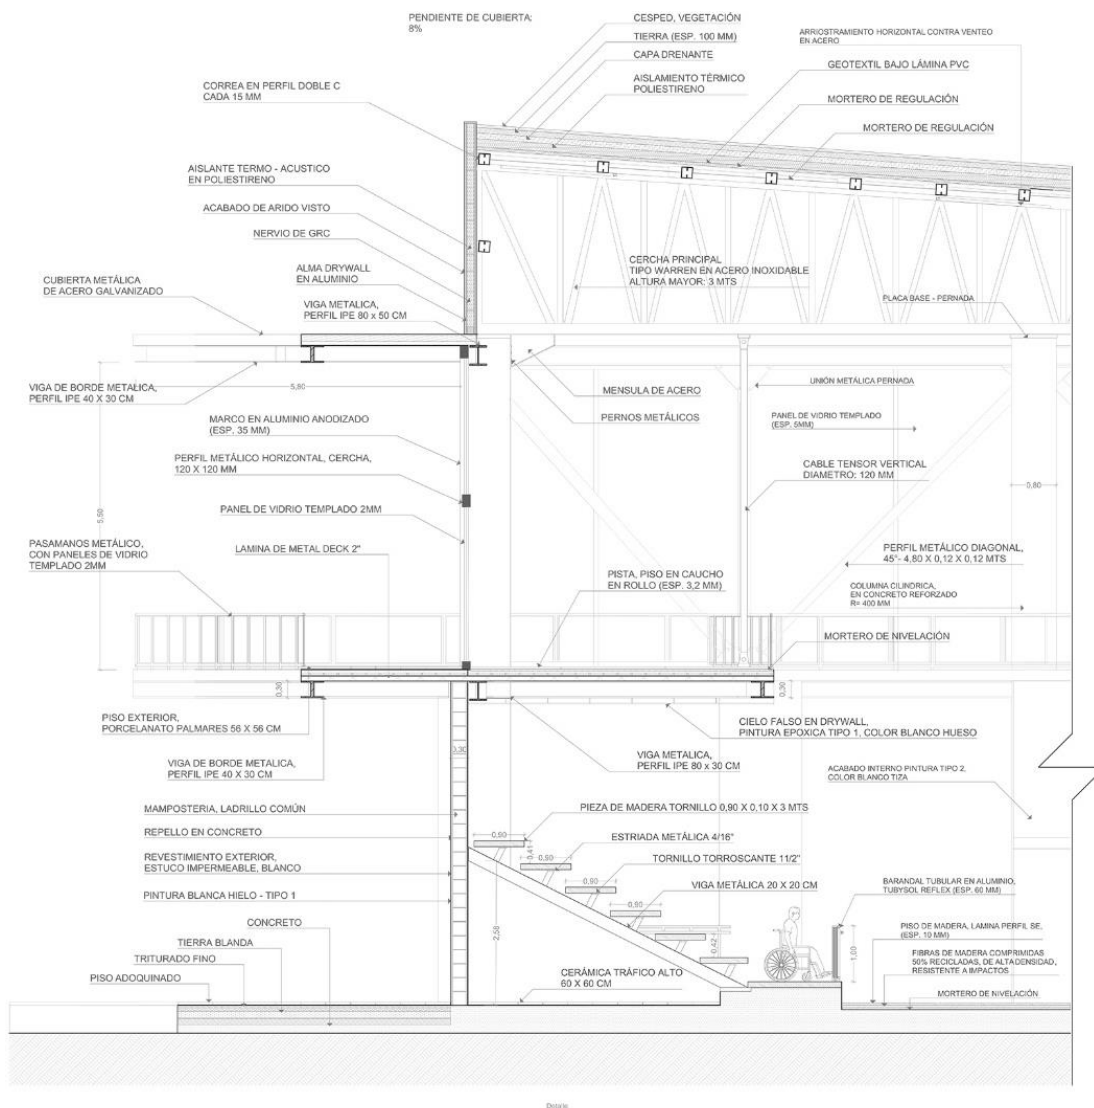 PENDIENTE DE CUBIERTA:
8%
CESPED, VEGETACIÓN
TIERRA (ESP. 100 MM)
CAPA DRENANTE
AISLAMIENTO TÉRMICO
POLIESTIRENO
ARRIOSTRAMIENTO HORIZONTAL CONTRA VENTEO
EN ACERO
GEOTEXTIL BAJO LÁMINA PVC
MORTERO DE REGULACIÓN
MORTERO DE REGULACIÓN
CORREA EN PERFIL DOBLE C
CADA 15 MM
AISLANTE TERMO - ACUSTICO
EN POLIESTIRENO
ACABADO DE ARIDO VISTO
NERVIO DE GRC
ALMA DRYWALL
EN ALUMINIO
VIGA METALICA,
PERFIL IPE 80 x 50 CM
CUBIERTA METÁLICA
DE ACERO GALVANIZADO
CERCHA PRINCIPAL
TIPO WARREN EN ACERO INOXIDABLE
ALTURA MAYOR: 3 MTS
PLACA BASE - PERNADA
VIGA DE BORDE METALICA,
PERFIL IPE 40 X 30 CM
5,80
MENSULA DE ACERO
PERNOS METÁLICOS
UNIÓN METÁLICA PERNADA
MARCO EN ALUMINIO ANODIZADO
(ESP. 35 MM)
PANEL DE VIDRIO TEMPLADO
(ESP. 5MM)
PERFIL METÁLICO HORIZONTAL, CERCHA,
120 X 120 MM
CABLE TENSOR VERTICAL
DIAMETRO: 120 MM
0,80
5,50
PANEL DE VIDRIO TEMPLADO 2MM
PASAMANOS METÁLICO,
CON PANELES DE VIDRIO
TEMPLADO 2MM
LAMINA DE METAL DECK 2"
PERFIL METÁLICO DIAGONAL,
45°- 4,80 X 0,12 X 0,12 MTS
PISTA, PISO EN CAUCHO
EN ROLLO (ESP. 3,2 MM)
COLUMNA CILINDRICA,
EN CONCRETO REFORZADO
R= 400 MM
MORTERO DE NIVELACIÓN
0,30
0,30
PISO EXTERIOR,
PORCELANATO PALMARES 56 X 56 CM
CIELO FALSO EN DRYWALL,
PINTURA EPOXICA TIPO 1, COLOR BLANCO HUESO
0,30
VIGA DE BORDE METALICA,
PERFIL IPE 40 X 30 CM
VIGA METALICA,
PERFIL IPE 80 x 30 CM
ACABADO INTERNO PINTURA TIPO 2,
COLOR BLANCO TIZA
MAMPOSTERIA, LADRILLO COMÚN
PIEZA DE MADERA TORNILLO 0,90 X 0,10 X 3 MTS
REPELLO EN CONCRETO
0,90
0,41
ESTRIADA METÁLICA 4/16"
REVESTIMIENTO EXTERIOR,
ESTUCO IMPERMEABLE, BLANCO
0,90
TORNILLO TORROSCANTE 11/2"
0,90
VIGA METÁLICA 20 X 20 CM
BARANDAL TUBULAR EN ALUMINIO,
TUBYSOL REFLEX (ESP. 60 MM)
PINTURA BLANCA HIELO - TIPO 1
0,90
2,58
CONCRETO
PISO DE MADERA, LAMINA PERFIL SE,
(ESP. 10 MM)
TIERRA BLANDA
0,42
1,00
TRITURADO FINO
FIBRAS DE MADERA COMPRIMIDAS
50% RECICLADAS, DE ALTA DENSIDAD,
RESISTENTE A IMPACTOS
PISO ADOQUINADO
CERÁMICA TRÁFICO ALTO
60 X 60 CM
MORTERO DE NIVELACIÓN
Detalle